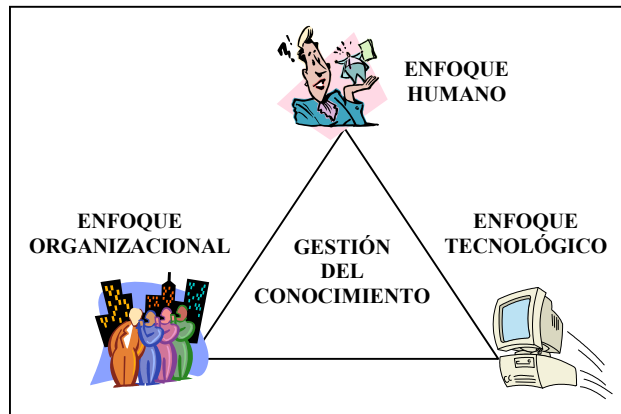 ENFOQUE
HUMANO
ENFOQUE
ORGANIZACIONAL
ENFOQUE
TECNOLÓGICO
GESTIÓN
DEL
CONOCIMIENTO